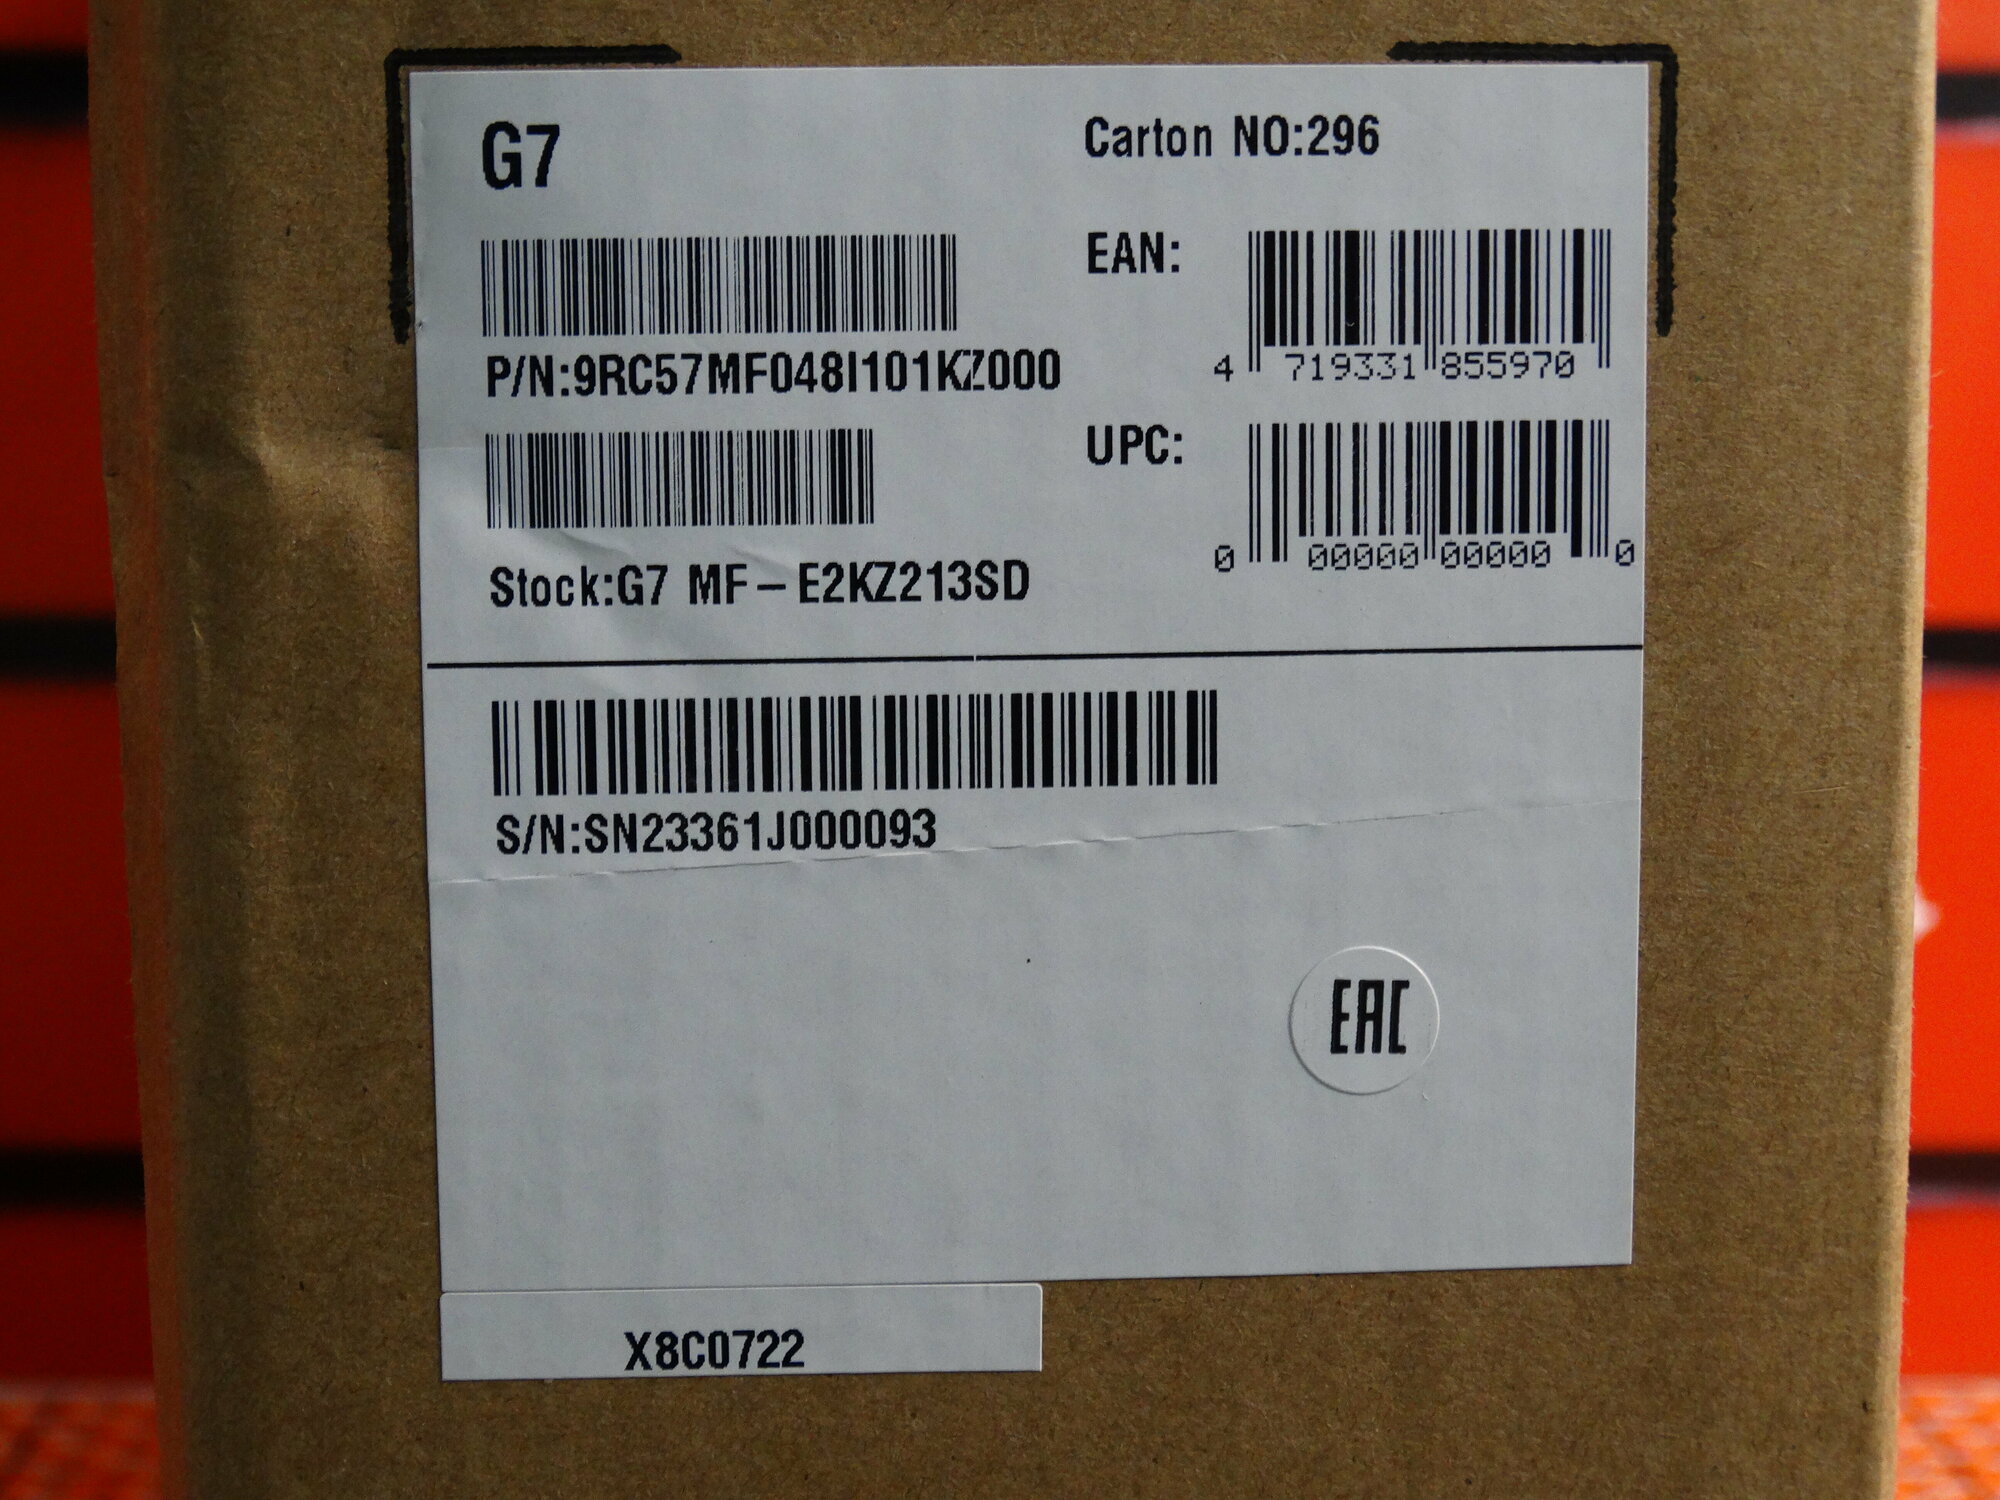 G7
Carton NO:296
EAN:
4 719331 855970
P/N:9RC57MF048I101KZ000
UPC:
0 00000 00000 0
Stock:G7 MF-E2KZ213SD
S/N:SN23361J000093
EAC
X8C0722